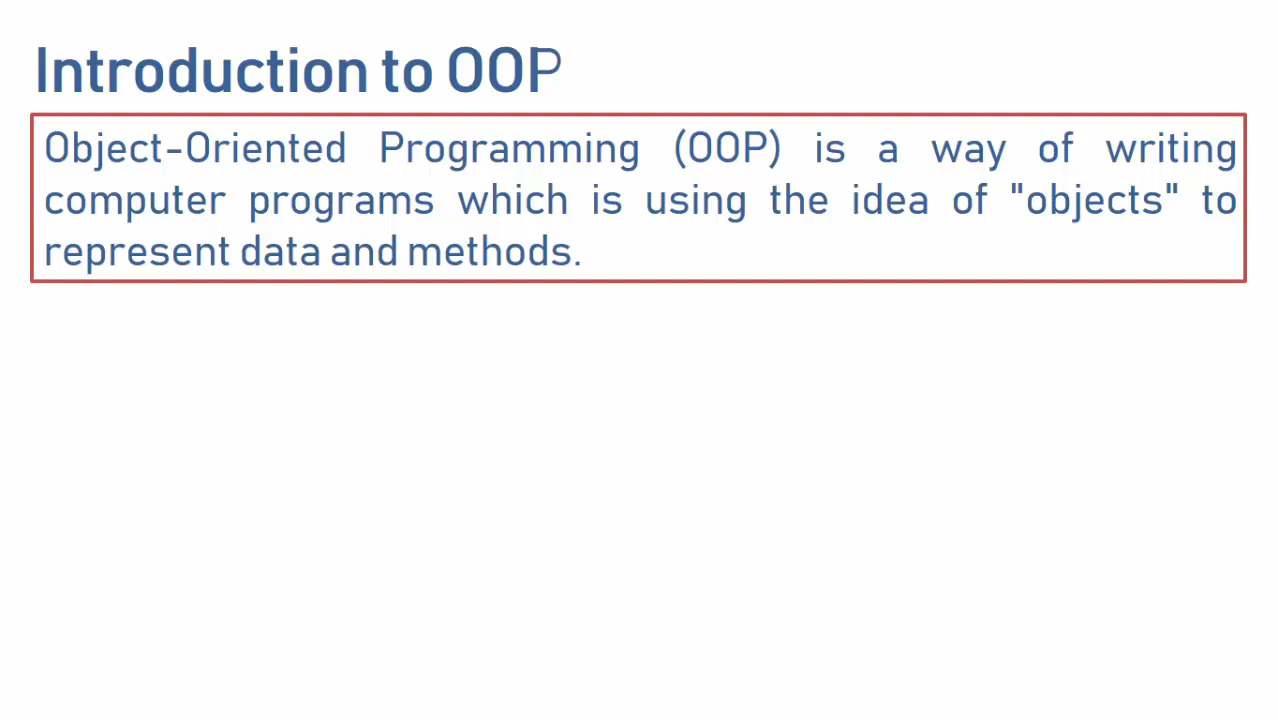 Introduction to OOP
Object-Oriented Programming (OOP) is a way of writing
computer programs which is using the idea of "objects" to
represent data and methods.